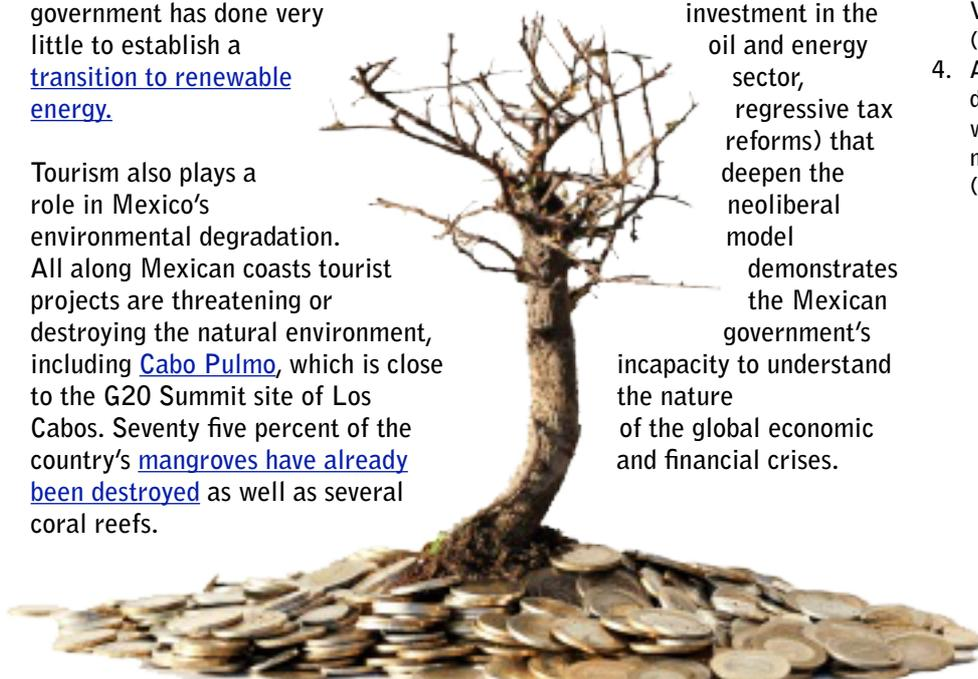 government has done very
little to establish a
transition to renewable
energy.
Tourism also plays a
role in Mexico's
environmental degradation.
All along Mexican coasts tourist
projects are threatening or
destroying the natural environment,
including Cabo Pulmo, which is close
to the G20 Summit site of Los
Cabos. Seventy five percent of the
country's mangroves have already
been destroyed as well as several
coral reefs.
investment in the
oil and energy
sector,
regressive tax
reforms) that
deepen the
neoliberal
model
demonstrates
the Mexican
government's
incapacity to understand
the nature
of the global economic
and financial crises.
4.